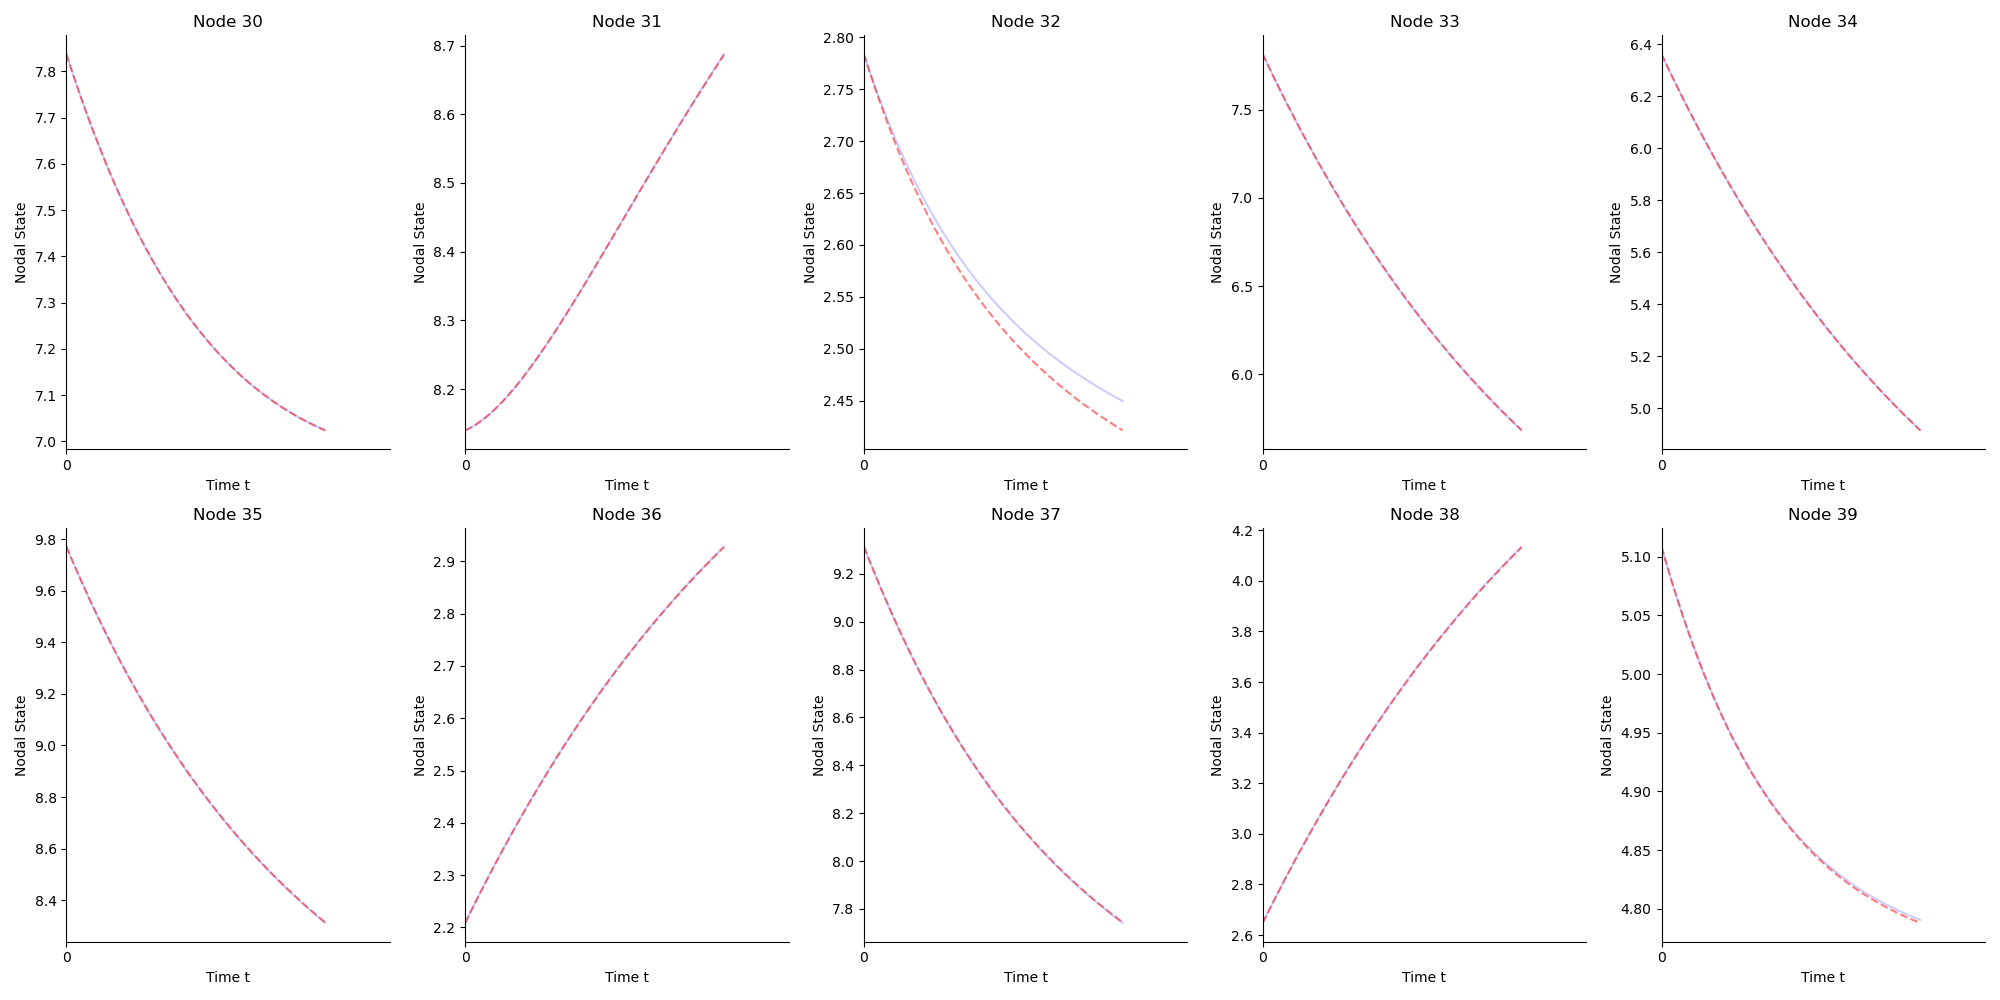 Node 30
Nodal State
7.8
7.7
7.6
7.5
7.4
7.3
7.2
7.1
7.0
0
Time t
Node 31
Nodal State
8.7
8.6
8.5
8.4
8.3
8.2
0
Time t
Node 32
Nodal State
2.80
2.75
2.70
2.65
2.60
2.55
2.50
2.45
0
Time t
Node 33
Nodal State
7.5
7.0
6.5
6.0
0
Time t
Node 34
Nodal State
6.4
6.2
6.0
5.8
5.6
5.4
5.2
5.0
0
Time t
Node 35
Nodal State
9.8
9.6
9.4
9.2
9.0
8.8
8.6
8.4
0
Time t
Node 36
Nodal State
2.9
2.8
2.7
2.6
2.5
2.4
2.3
2.2
0
Time t
Node 37
Nodal State
9.2
9.0
8.8
8.6
8.4
8.2
8.0
7.8
0
Time t
Node 38
Nodal State
4.2
4.0
3.8
3.6
3.4
3.2
3.0
2.8
2.6
0
Time t
Node 39
Nodal State
5.10
5.05
5.00
4.95
4.90
4.85
4.80
0
Time t